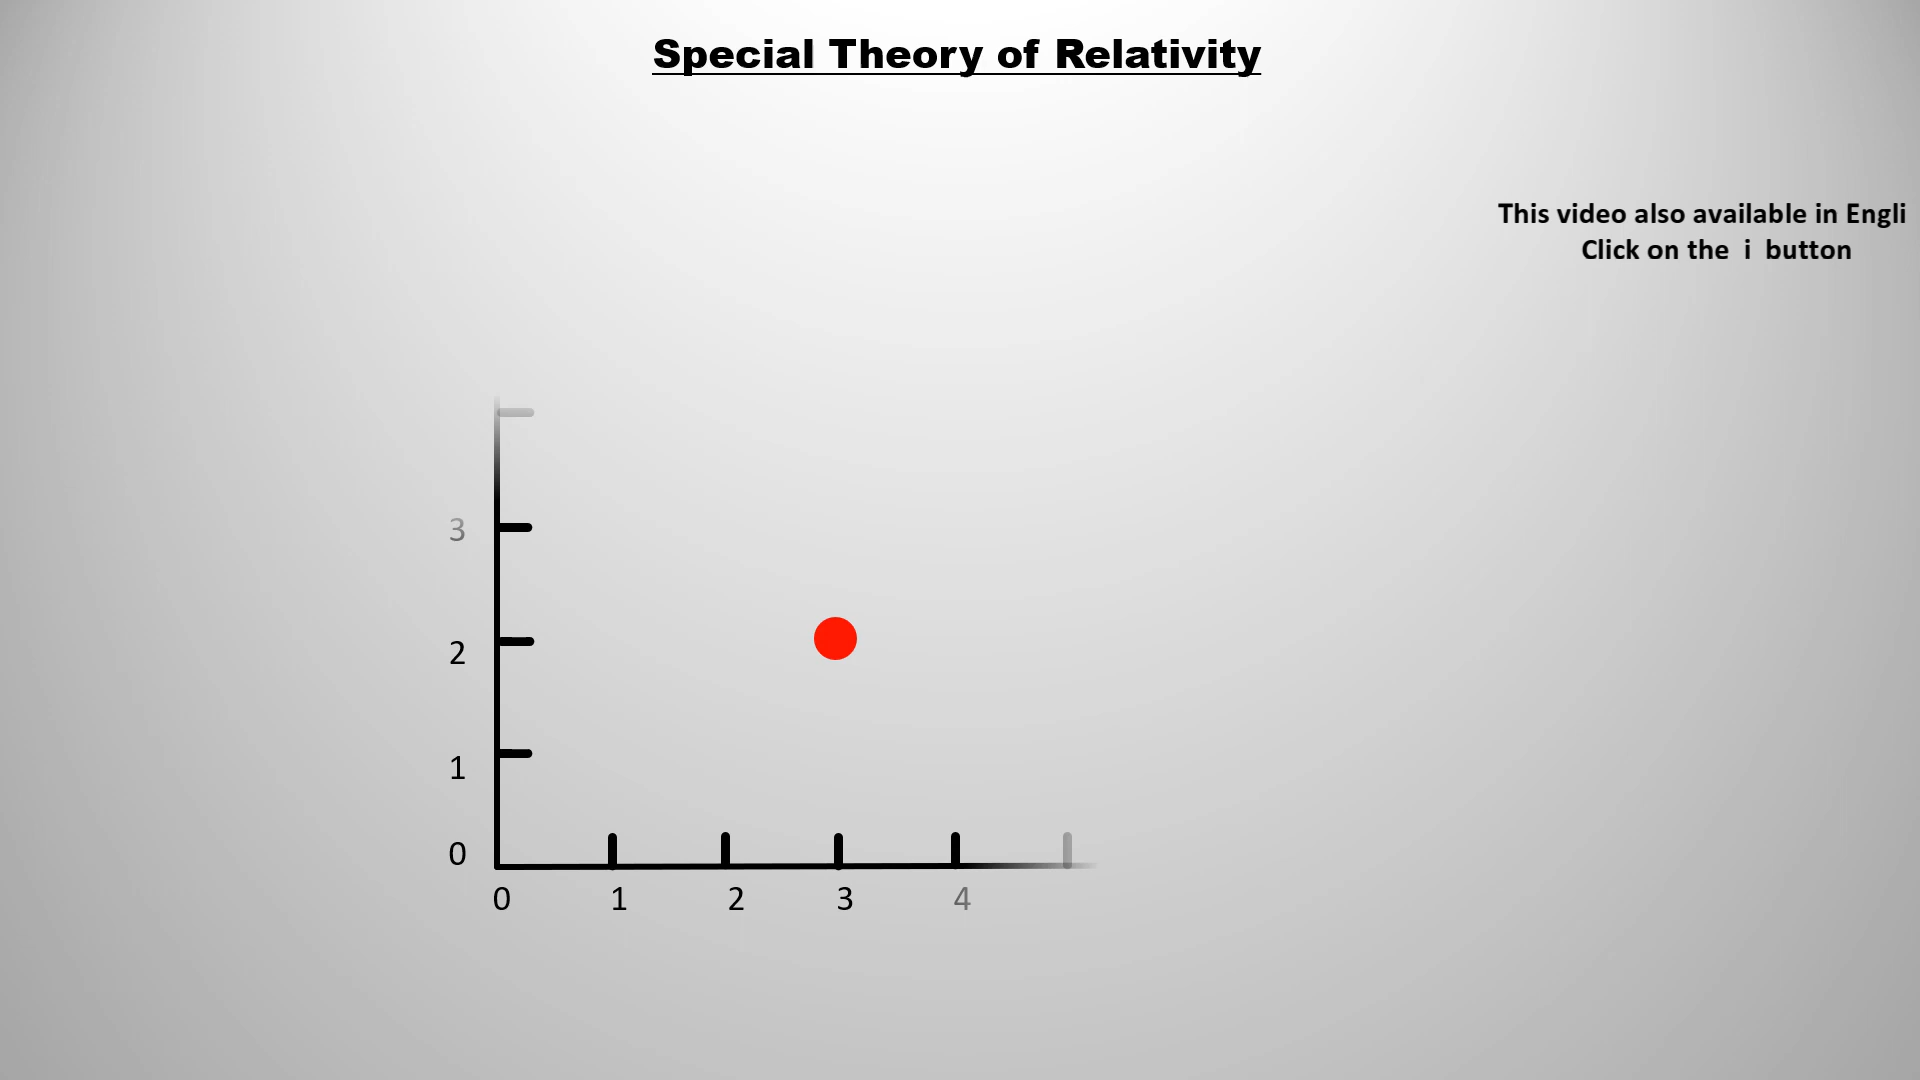 Special Theory of Relativity
This video also available in Engli
Click on the i button
3
2
1
0
0 1 2 3 4